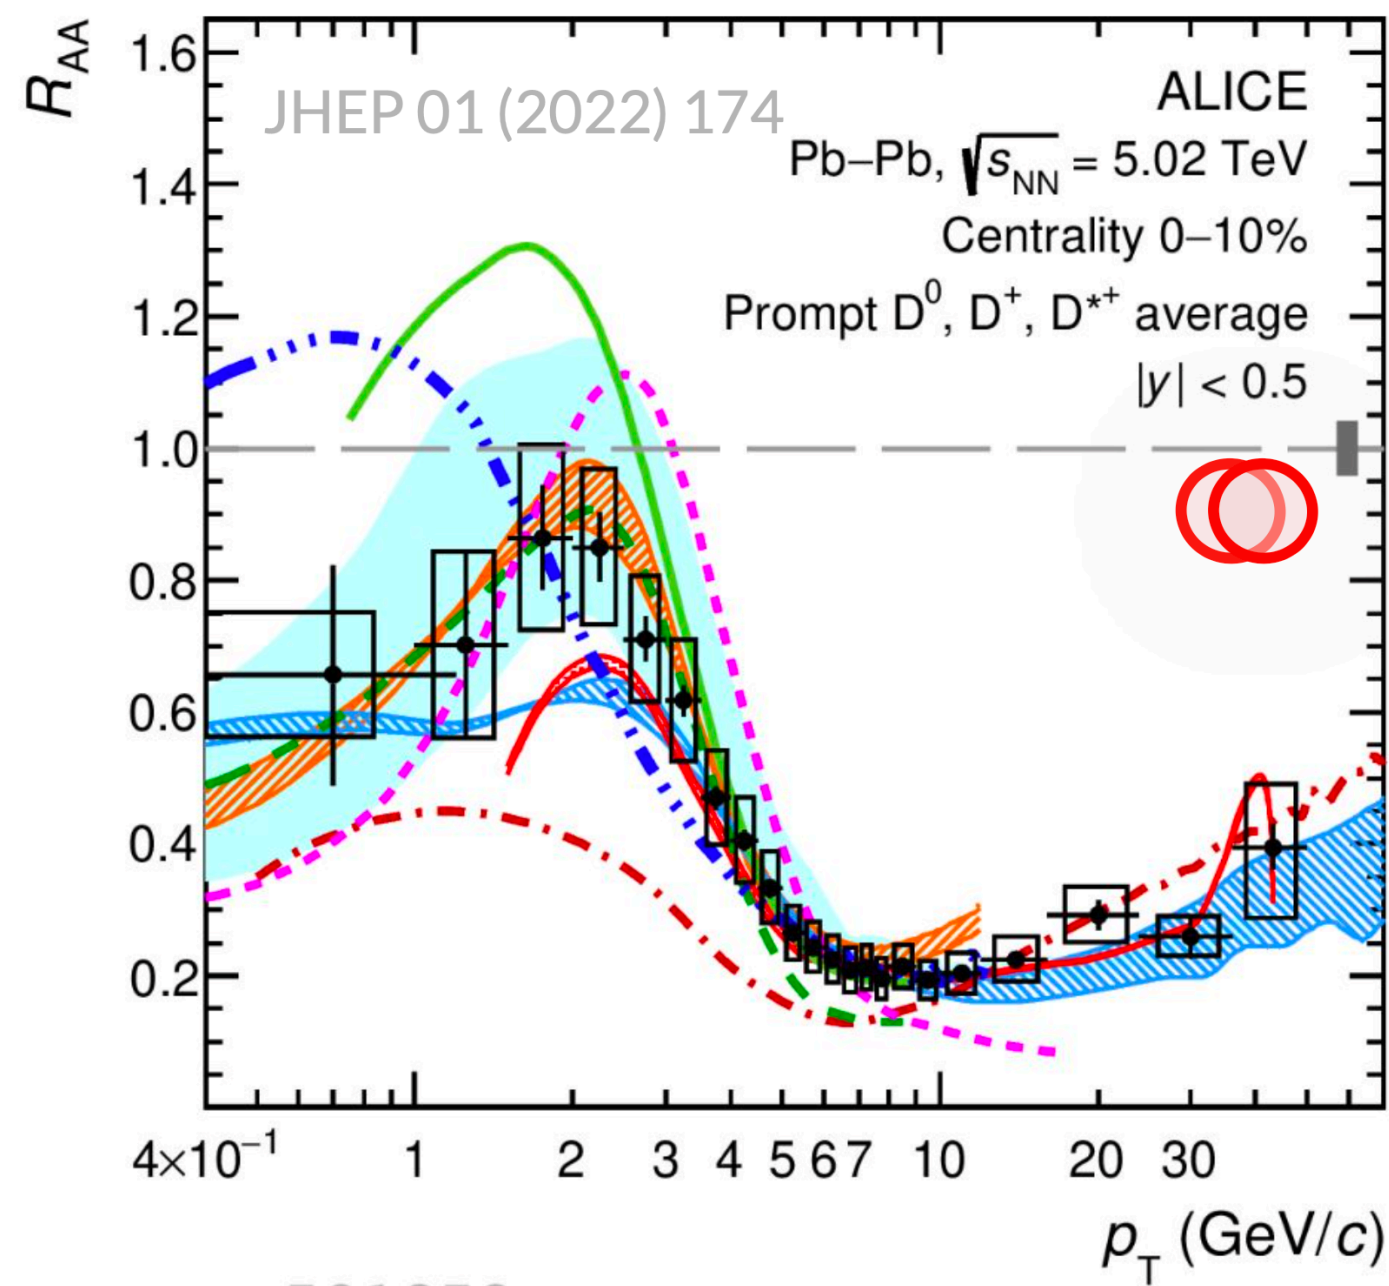 R_AA
JHEP 01 (2022) 174
ALICE
Pb–Pb, √s_NN = 5.02 TeV
Centrality 0–10%
Prompt D⁰, D⁺, D*⁺ average
|y| < 0.5
1.6
1.4
1.2
1.0
0.8
0.6
0.4
0.2
4×10⁻¹ 1 2 3 4 5 6 7 10 20 30
p_T (GeV/c)